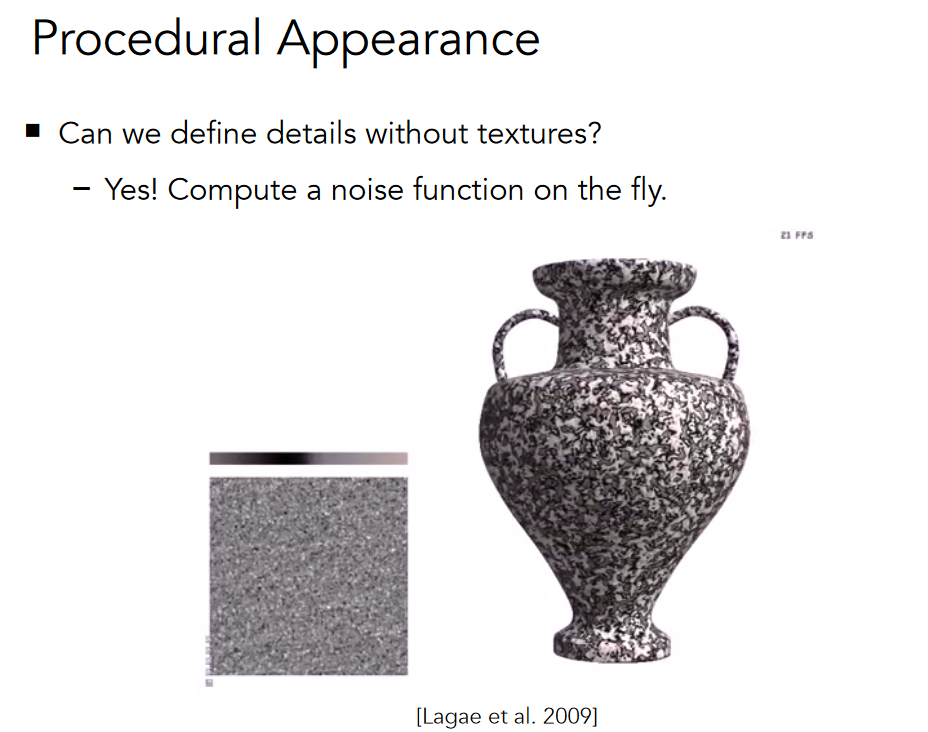 Procedural Appearance
Can we define details without textures?
– Yes! Compute a noise function on the fly.
21 FPS
[Lagae et al. 2009]